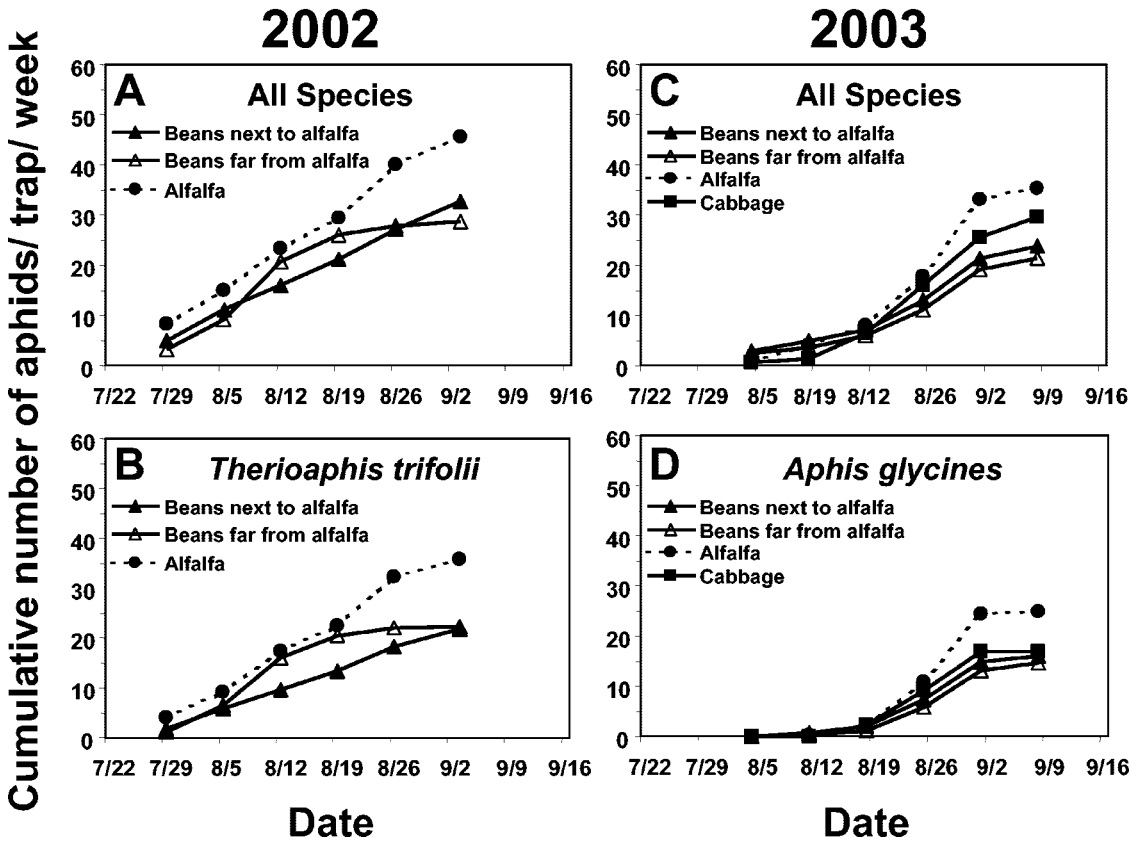 2002
2003
Cumulative number of aphids/ trap/ week
A
All Species
Beans next to alfalfa
Beans far from alfalfa
Alfalfa
60
50
40
30
20
10
0
7/22 7/29 8/5 8/12 8/19 8/26 9/2 9/9 9/16
C
All Species
Beans next to alfalfa
Beans far from alfalfa
Alfalfa
Cabbage
60
50
40
30
20
10
0
7/22 7/29 8/5 8/19 8/12 8/26 9/2 9/9 9/16
B
Therioaphis trifolii
Beans next to alfalfa
Beans far from alfalfa
Alfalfa
60
50
40
30
20
10
0
7/22 7/29 8/5 8/12 8/19 8/26 9/2 9/9 9/16
D
Aphis glycines
Beans next to alfalfa
Beans far from alfalfa
Alfalfa
Cabbage
60
50
40
30
20
10
0
7/22 7/29 8/5 8/12 8/19 8/26 9/2 9/9 9/16
Date
Date